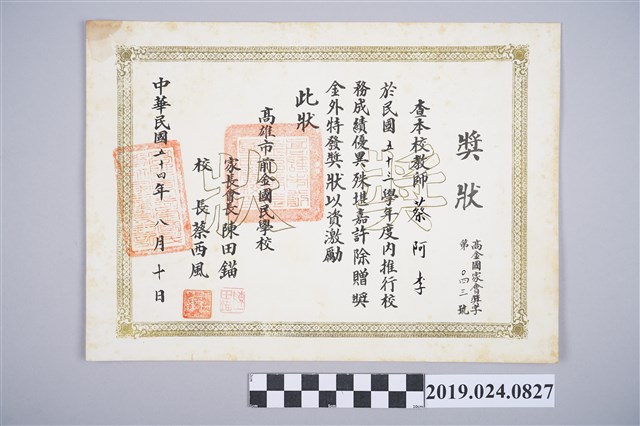 獎狀
高金國家會獎字
第〇四三號
查本校教師蔡阿李
於民國五十三學年度內推行校
務成績優異殊堪嘉許除贈獎
金外特發獎狀以資激勵
此狀
高雄市前金國民學校
家長會長陳田錨
校長蔡西風
中華民國五十四年八月十日
2019.024.0827